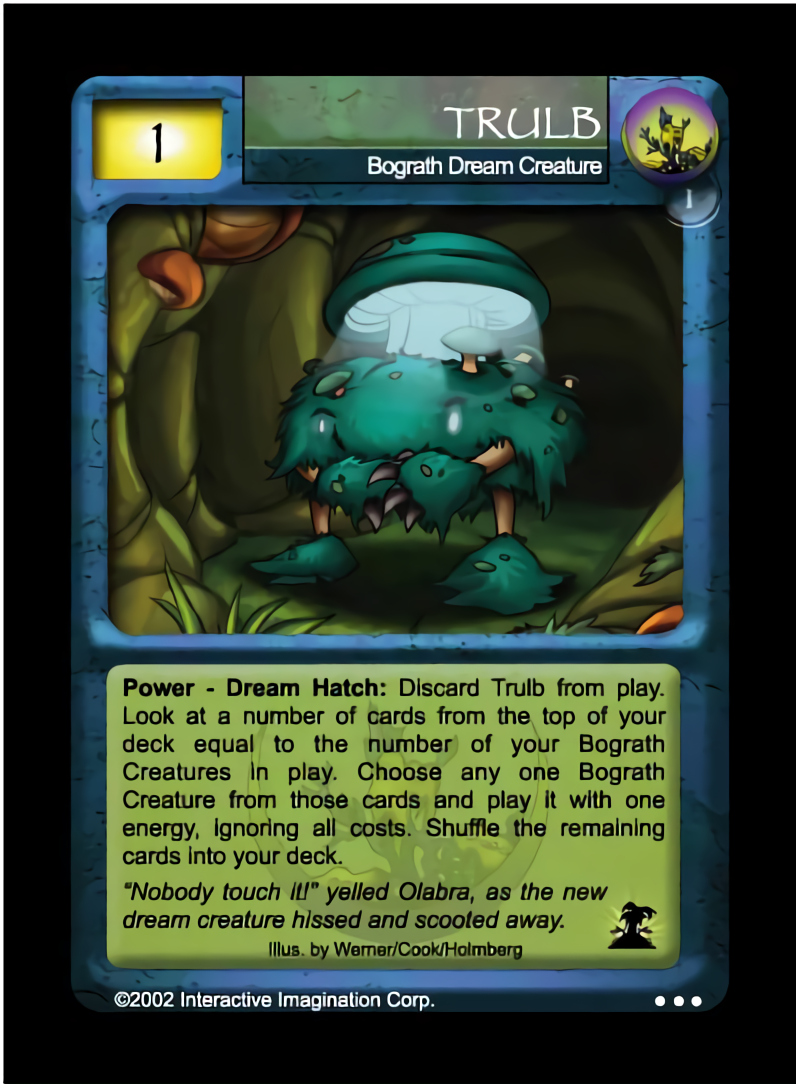 1
TRULB
Bograth Dream Creature
1
Power - Dream Hatch: Discard Trulb from play.
Look at a number of cards from the top of your
deck equal to the number of your Bograth
Creatures in play. Choose any one Bograth
Creature from those cards and play it with one
energy, ignoring all costs. Shuffle the remaining
cards into your deck.
"Nobody touch it!" yelled Olabra, as the new
dream creature hissed and scooted away.
Illus. by Werner/Cook/Holmberg
©2002 Interactive Imagination Corp.